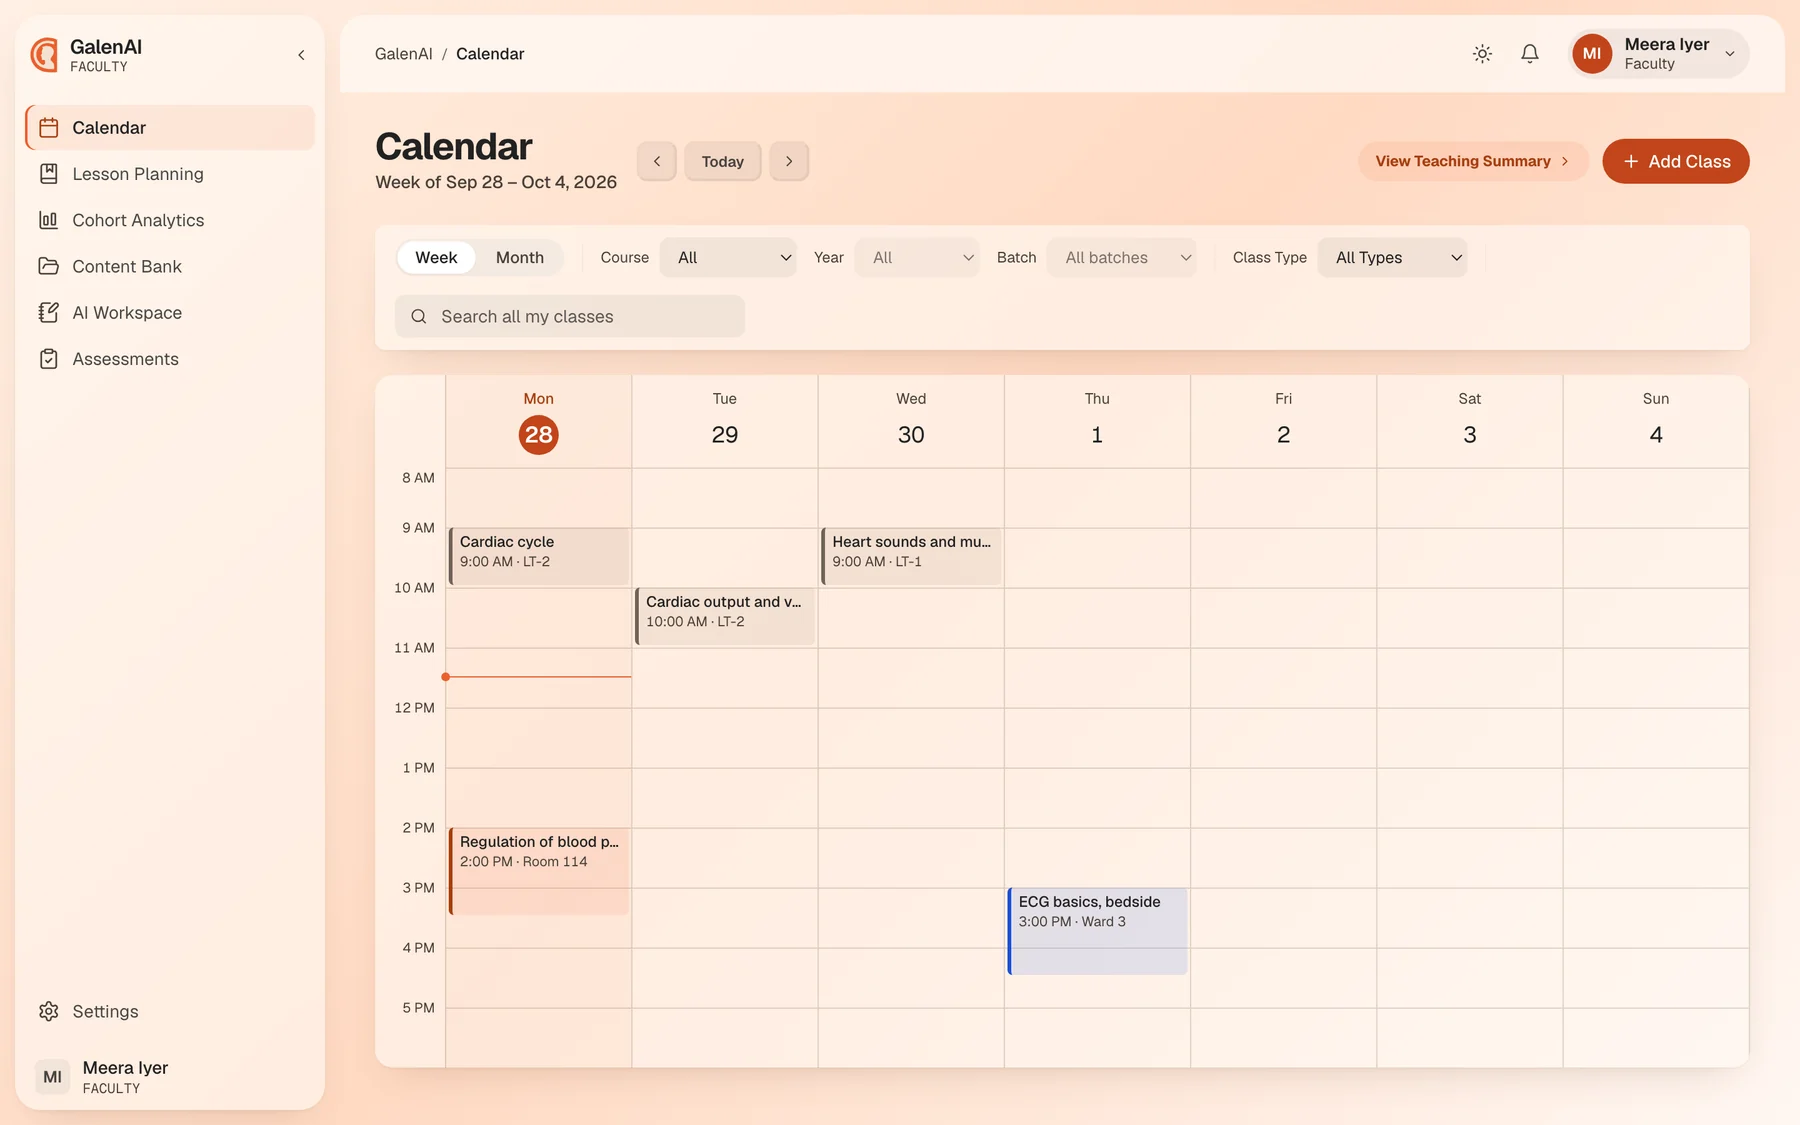 GalenAI
FACULTY
Calendar
Lesson Planning
Cohort Analytics
Content Bank
AI Workspace
Assessments
Settings
MI
Meera Iyer
FACULTY
GalenAI / Calendar
MI
Meera Iyer
Faculty
Calendar
Week of Sep 28 – Oct 4, 2026
Today
View Teaching Summary
+ Add Class
Week Month Course All Year All Batch All batches Class Type All Types
Search all my classes
Mon Tue Wed Thu Fri Sat Sun
28 29 30 1 2 3 4
8 AM
9 AM
Cardiac cycle
9:00 AM · LT-2
Heart sounds and mu...
9:00 AM · LT-1
10 AM
Cardiac output and v...
10:00 AM · LT-2
11 AM
12 PM
1 PM
2 PM
Regulation of blood p...
2:00 PM · Room 114
3 PM
ECG basics, bedside
3:00 PM · Ward 3
4 PM
5 PM